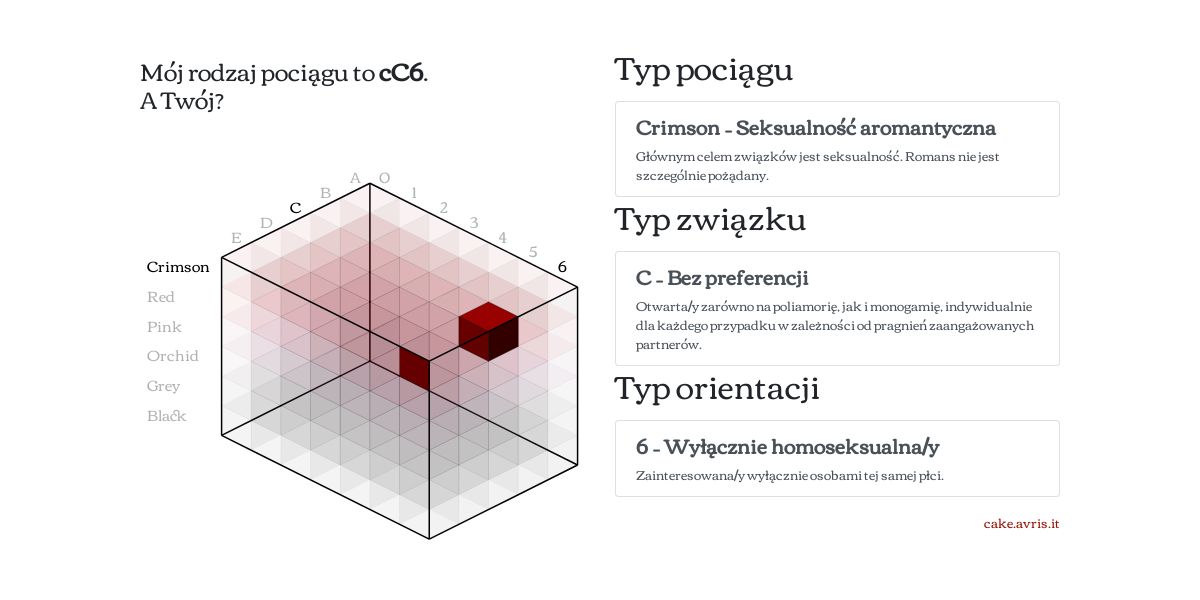 Mój rodzaj pociągu to cC6.
A Twój?
A
B
C
D
E
0
1
2
3
4
5
6
Crimson
Red
Pink
Orchid
Grey
Black
Typ pociągu
Crimson - Seksualność aromantyczna
Głównym celem związków jest seksualność. Romans nie jest
szczególnie pożądany.
Typ związku
C - Bez preferencji
Otwarta/y zarówno na poliamorię, jak i monogamię, indywidualnie
dla każdego przypadku w zależności od pragnień zaangażowanych
partnerów.
Typ orientacji
6 - Wyłącznie homoseksualna/y
Zainteresowana/y wyłącznie osobami tej samej płci.
cake.avris.it